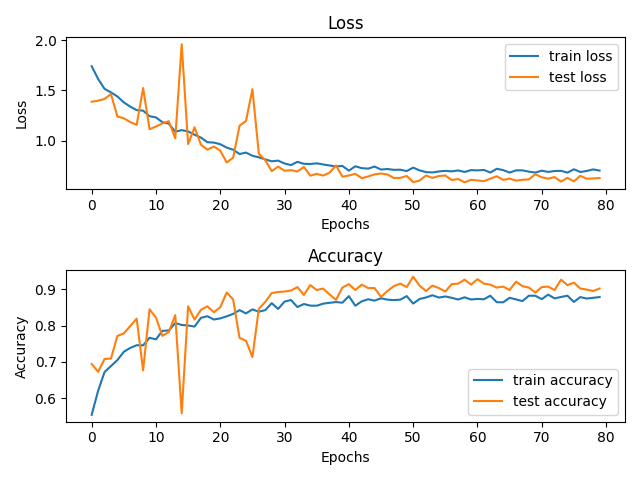 Loss
2.0
1.5
1.0
Loss
train loss
test loss
0 10 20 30 40 50 60 70 80
Epochs
Accuracy
0.9
0.8
0.7
0.6
Accuracy
train accuracy
test accuracy
0 10 20 30 40 50 60 70 80
Epochs